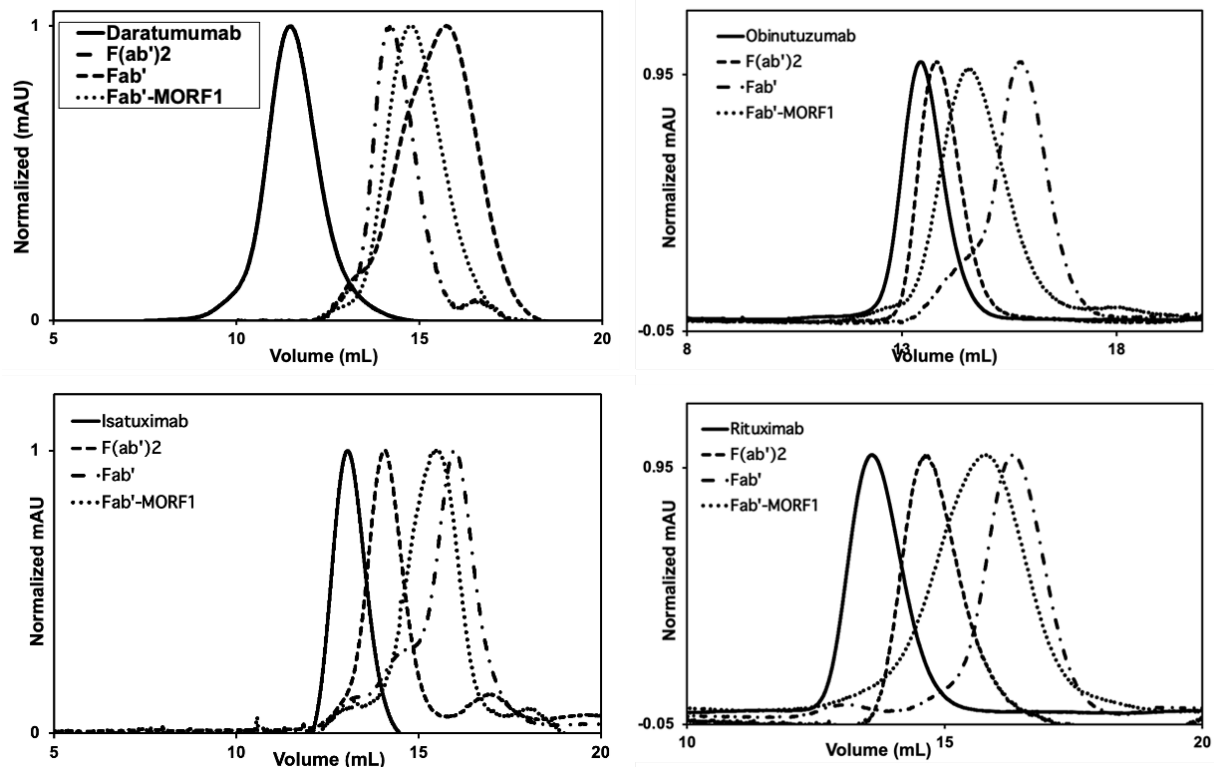 1
Daratumumab
F(ab')2
Fab'
Fab'-MORF1
Normalized (mAU)
0
5
10
15
20
Volume (mL)
Obinutuzumab
F(ab')2
Fab'
Fab'-MORF1
0.95
Normalized mAU
-0.05
8
13
18
Volume (mL)
Isatuximab
F(ab')2
Fab'
Fab'-MORF1
1
Normalized mAU
0
5
10
15
20
Volume (mL)
Rituximab
F(ab')2
Fab'
Fab'-MORF1
0.95
Normalized mAU
-0.05
10
15
20
Volume (mL)